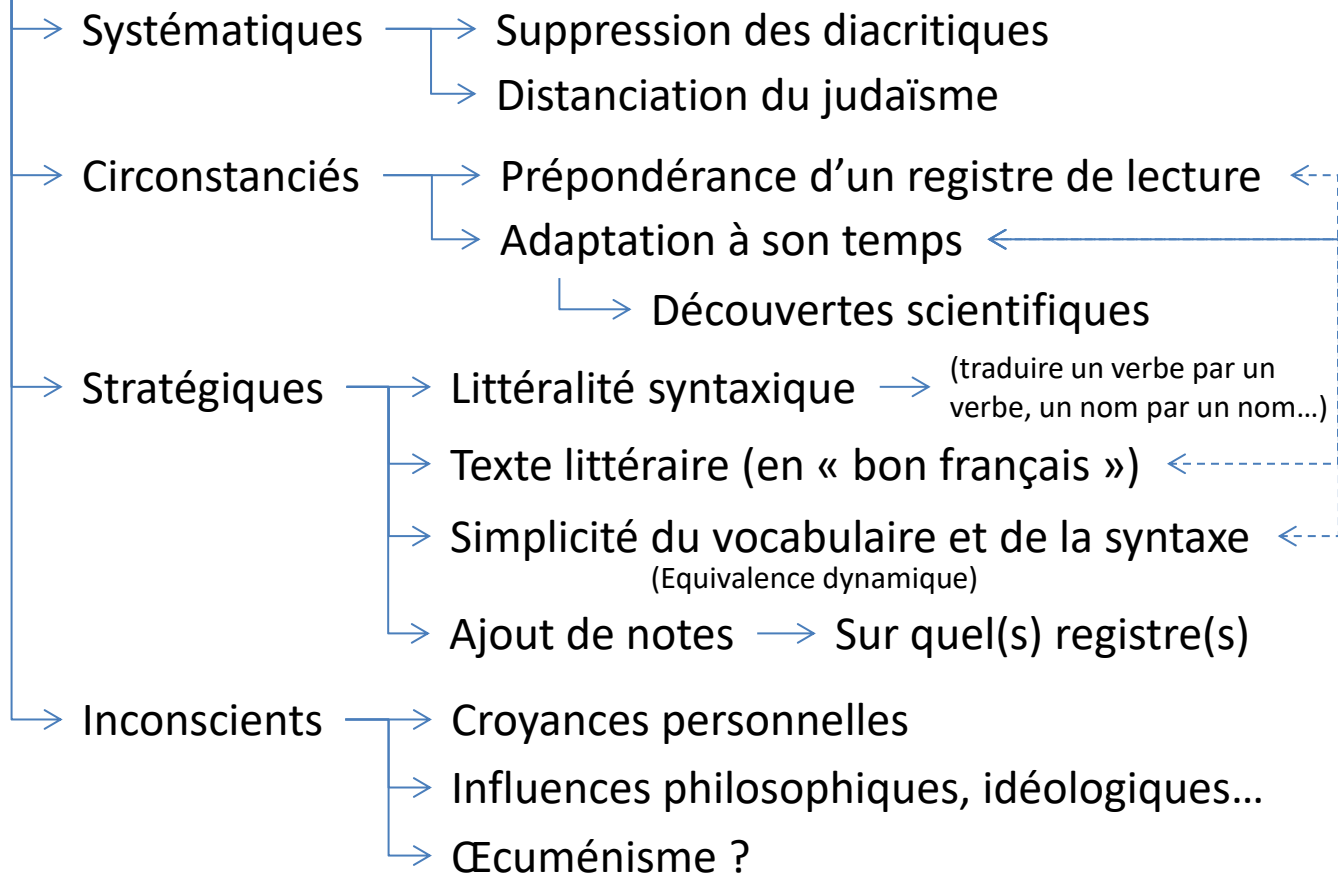 Systématiques
Suppression des diacritiques
Distanciation du judaïsme
Circonstanciés
Prépondérance d’un registre de lecture
Adaptation à son temps
Découvertes scientifiques
Stratégiques
Littéralité syntaxique
(traduire un verbe par un
verbe, un nom par un nom…)
Texte littéraire (en « bon français »)
Simplicité du vocabulaire et de la syntaxe
(Equivalence dynamique)
Ajout de notes
Sur quel(s) registre(s)
Inconscients
Croyances personnelles
Influences philosophiques, idéologiques…
Œcuménisme ?